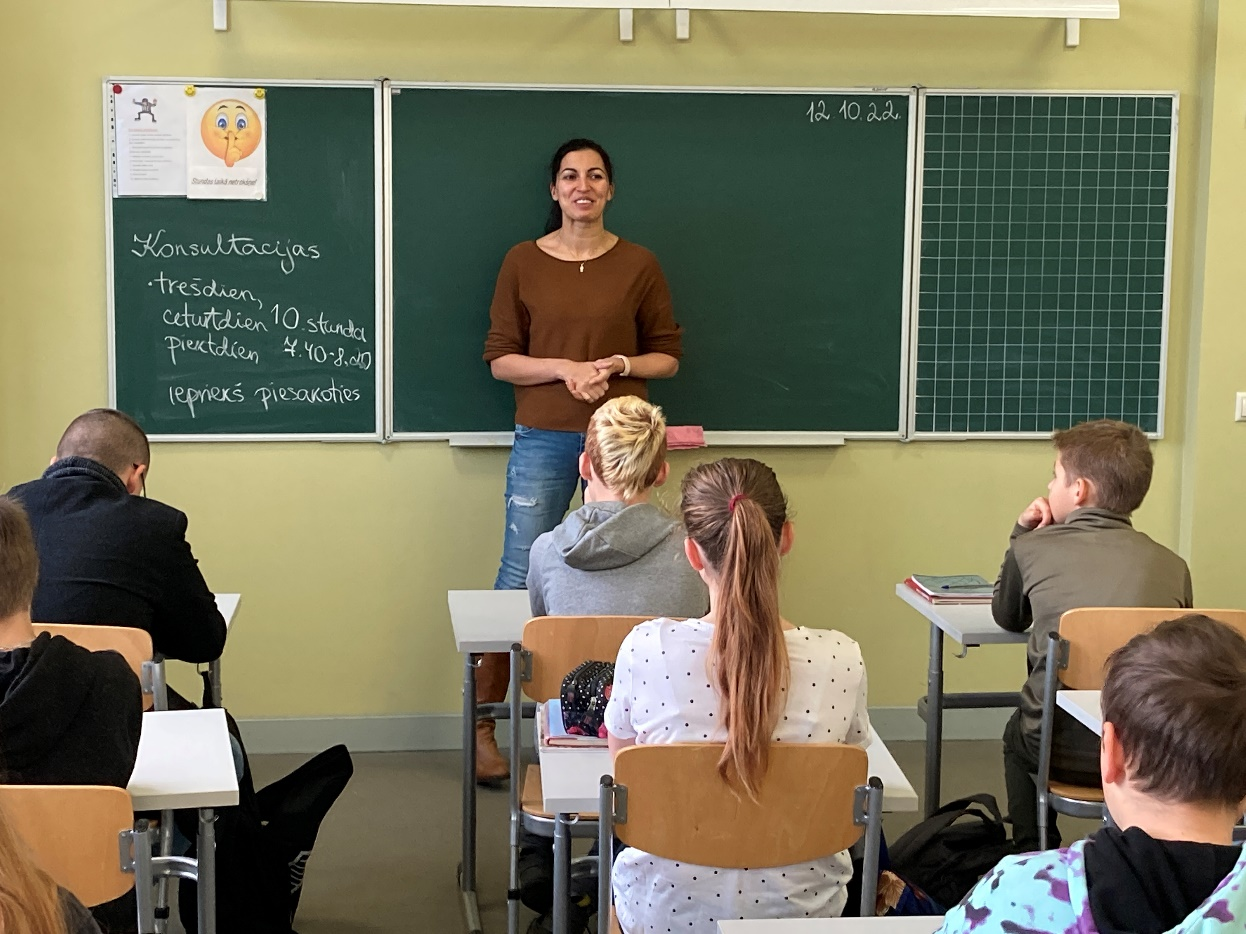 12.10.22.
Stundas laikā netrokšņo!
Konsultācijas
• trešdien,
ceturtdien 10. stunda
piektdien 7.40-8.20
iepriekš piesakoties